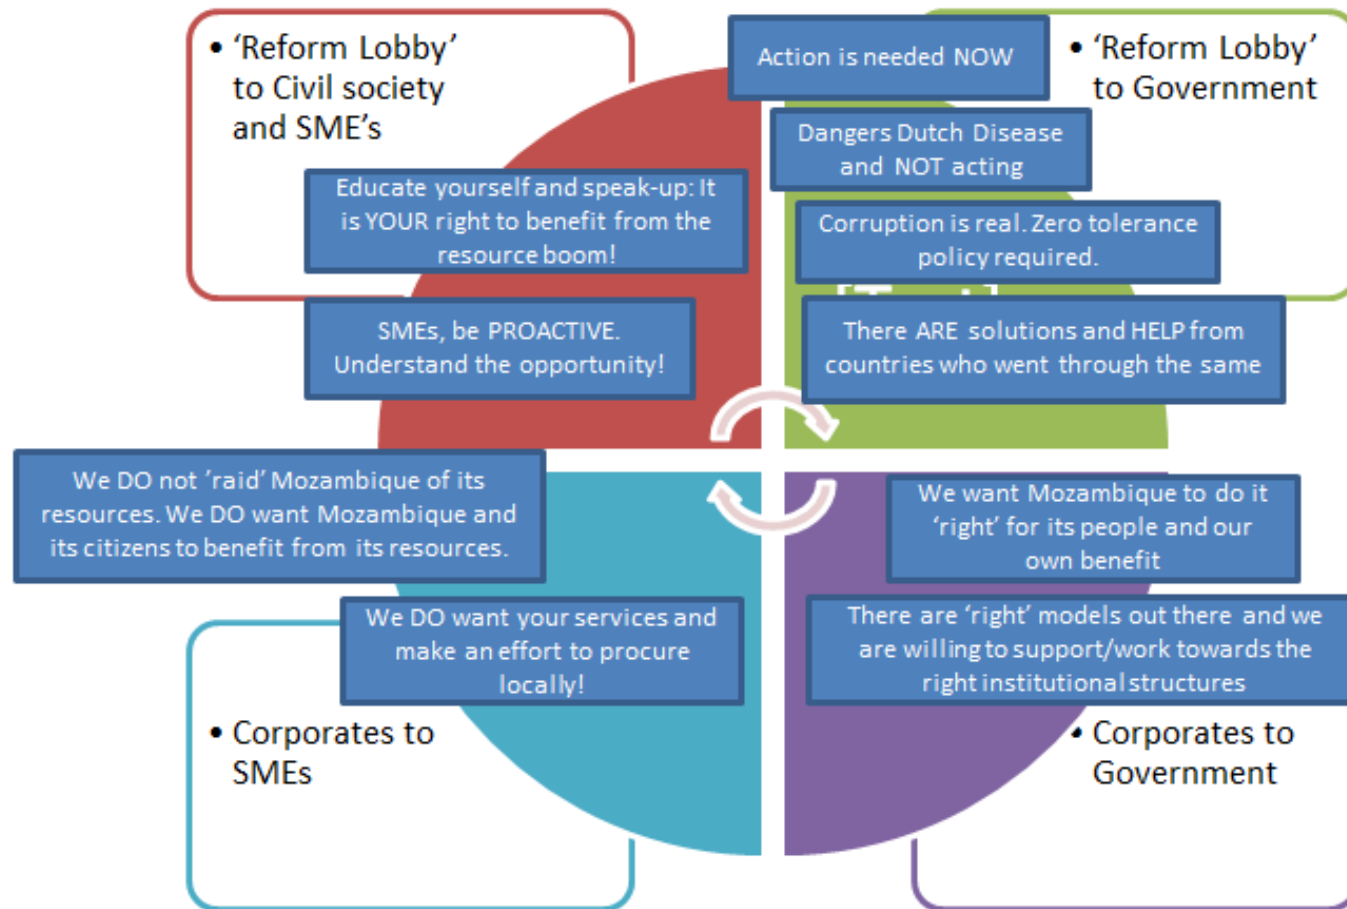 • ‘Reform Lobby’
to Civil society
and SME’s
Educate yourself and speak-up: It
is YOUR right to benefit from the
resource boom!
SMEs, be PROACTIVE.
Understand the opportunity!
• ‘Reform Lobby’
to Government
Action is needed NOW
Dangers Dutch Disease
and NOT acting
Corruption is real. Zero tolerance
policy required.
There ARE solutions and HELP from
countries who went through the same
We DO not ‘raid’ Mozambique of its
resources. We DO want Mozambique and
its citizens to benefit from its resources.
We DO want your services and
make an effort to procure
locally!
• Corporates to
SMEs
We want Mozambique to do it
‘right’ for its people and our
own benefit
There are ‘right’ models out there and we
are willing to support/work towards the
right institutional structures
• Corporates to
Government